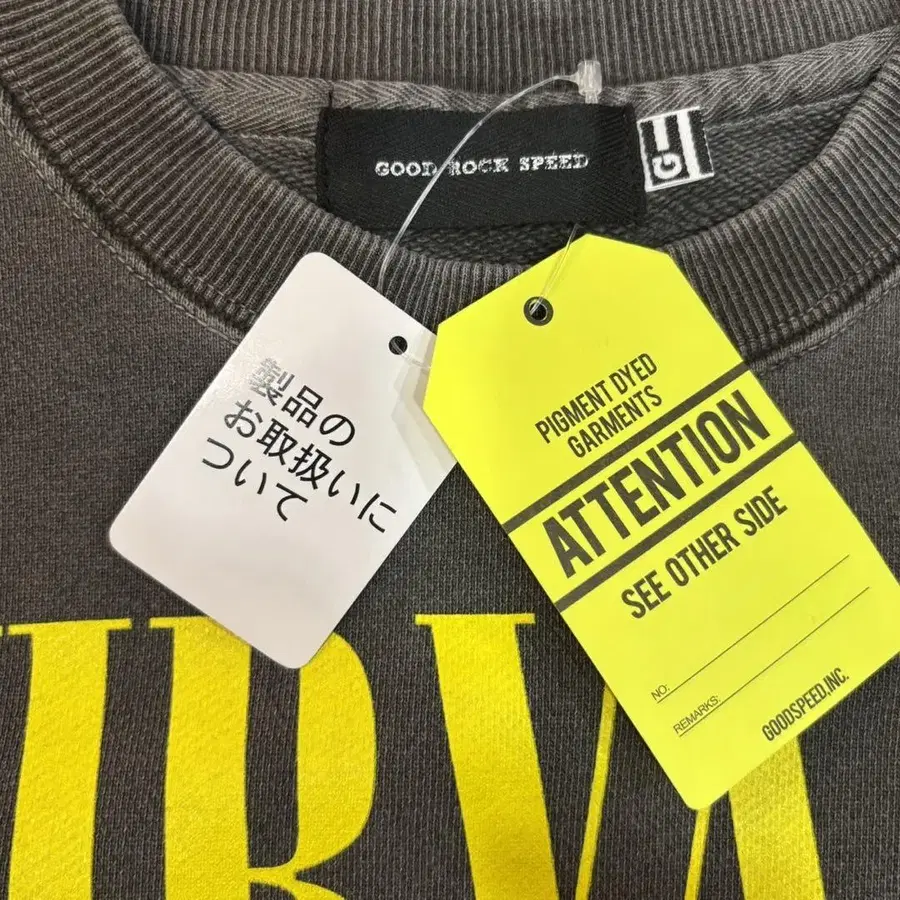 GOOD ROCK SPEED
G
製品の
お取扱いに
ついて
PIGMENT DYED
GARMENTS
ATTENTION
SEE OTHER SIDE
NO:
REMARKS:
GOODSPEED,INC.
IRVA